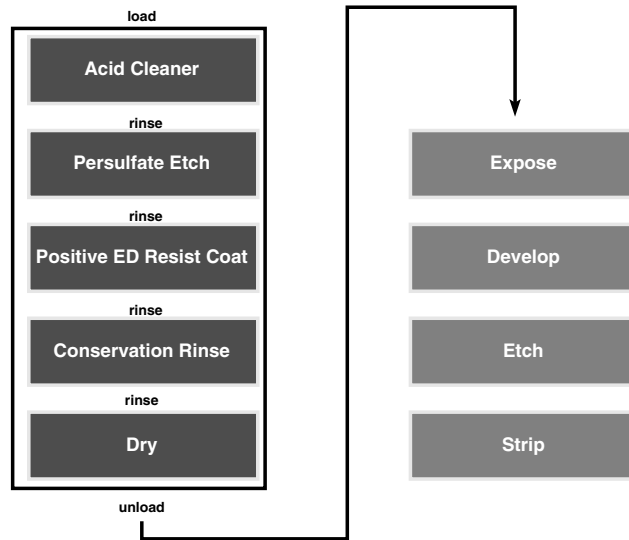 load
Acid Cleaner
rinse
Persulfate Etch
rinse
Positive ED Resist Coat
rinse
Conservation Rinse
rinse
Dry
unload
Expose
Develop
Etch
Strip